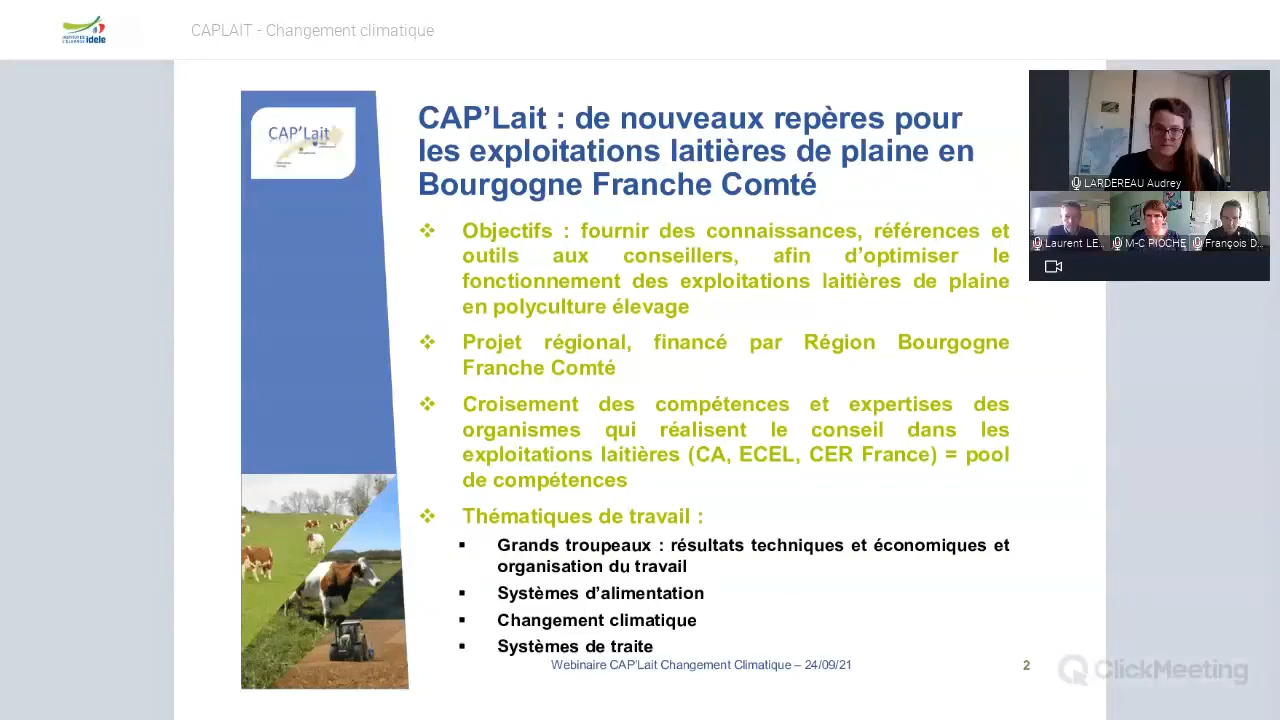 INSTITUT DE
L'ELEVAGE idele
CAPLAIT - Changement climatique
CAP'Lait
CAP’Lait : de nouveaux repères pour
les exploitations laitières de plaine en
Bourgogne Franche Comté
❖ Objectifs : fournir des connaissances, références et
outils aux conseillers, afin d’optimiser le
fonctionnement des exploitations laitières de plaine
en polyculture élevage
❖ Projet régional, financé par Région Bourgogne
Franche Comté
❖ Croisement des compétences et expertises des
organismes qui réalisent le conseil dans les
exploitations laitières (CA, ECEL, CER France) = pool
de compétences
❖ Thématiques de travail :
▪ Grands troupeaux : résultats techniques et économiques et
organisation du travail
▪ Systèmes d’alimentation
▪ Changement climatique
▪ Systèmes de traite
Webinaire CAP’Lait Changement Climatique – 24/09/21
2
LARDEREAU Audrey
Laurent LE...
M-C PIOCHE
François D...
ClickMeeting